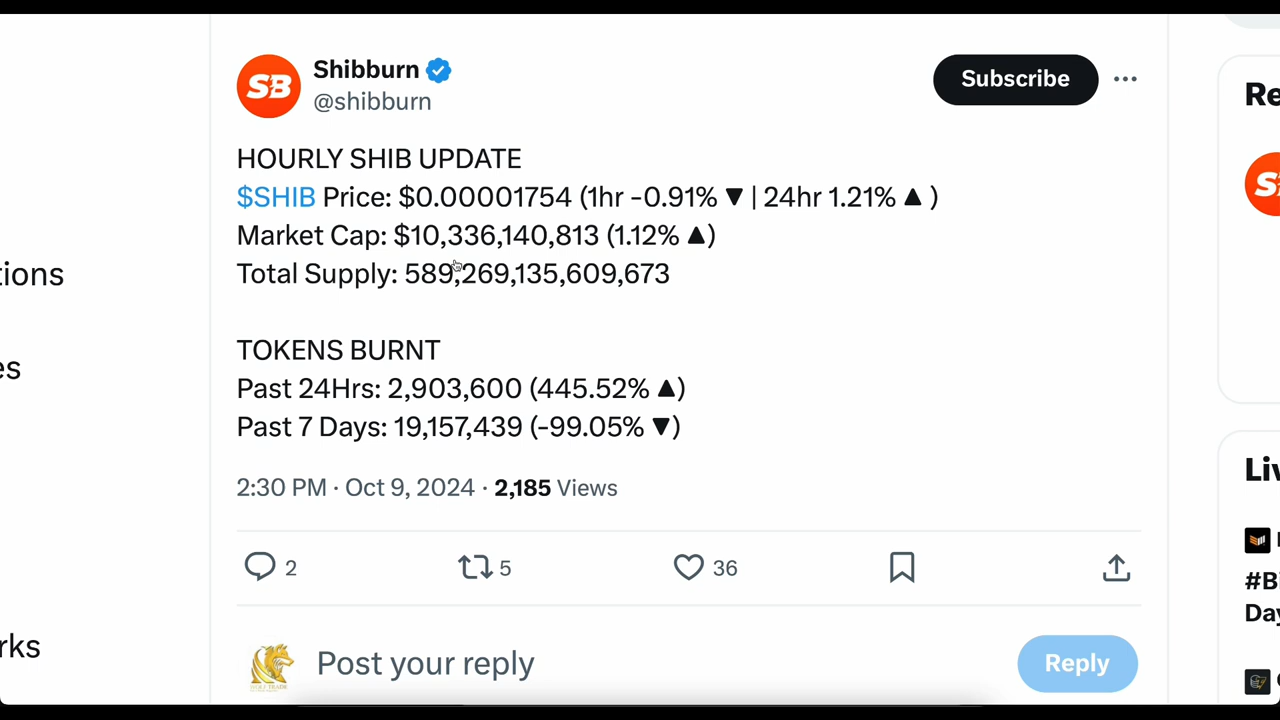 SB
Shibburn
@shibburn
Subscribe
HOURLY SHIB UPDATE
$SHIB Price: $0.00001754 (1hr -0.91% ▼ | 24hr 1.21% ▲ )
Market Cap: $10,336,140,813 (1.12% ▲)
Total Supply: 589,269,135,609,673
TOKENS BURNT
Past 24Hrs: 2,903,600 (445.52% ▲)
Past 7 Days: 19,157,439 (-99.05% ▼)
2:30 PM · Oct 9, 2024 · 2,185 Views
2 5 36
Post your reply
Reply
tions
es
rks
Re
S
Liv
#Bi
Day